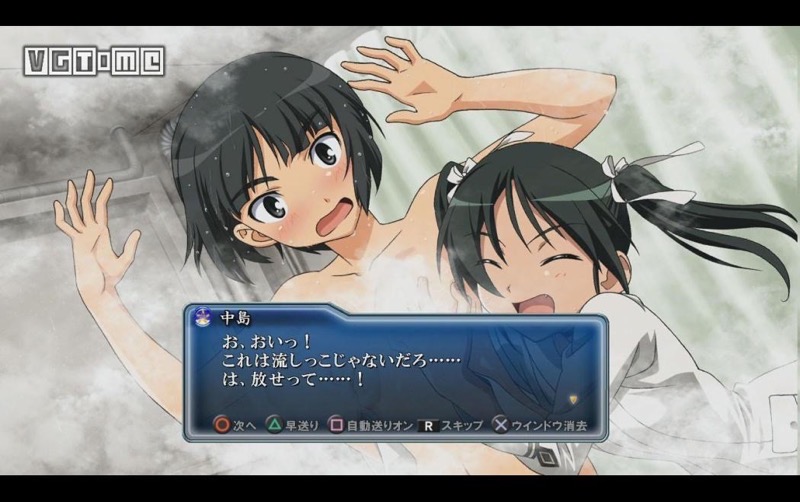 VGTIME
中島
お、おいっ！
これは流しっこじゃないだろ……
は、放せって……！
次へ 早送り 自動送りオン R スキップ ウインドウ消去